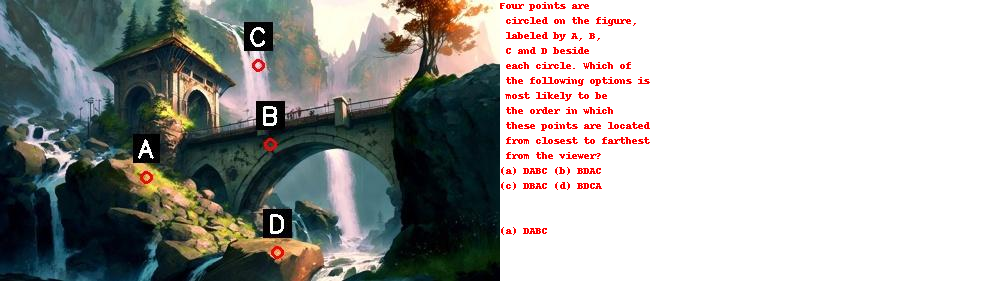 C
B
A
D
Four points are
circled on the figure,
labeled by A, B,
C and D beside
each circle. Which of
the following options is
most likely to be
the order in which
these points are located
from closest to farthest
from the viewer?
(a) DABC (b) BDAC
(c) DBAC (d) BDCA
(a) DABC